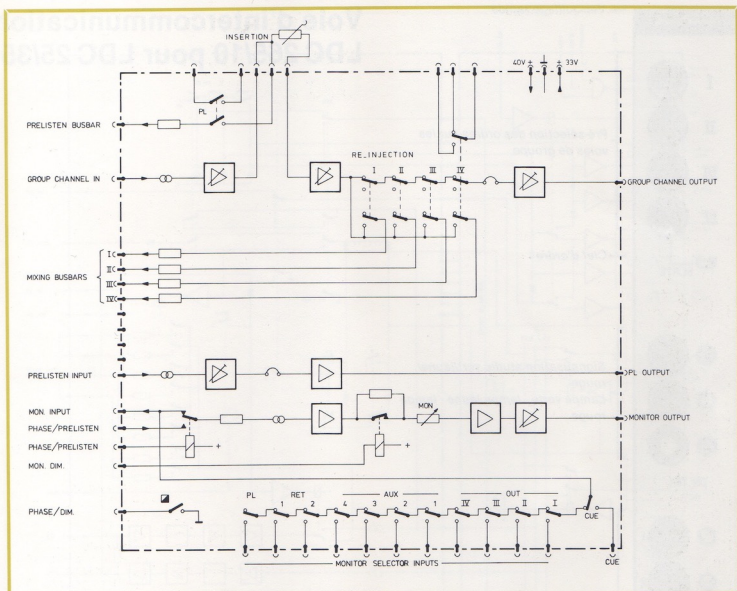 INSERTION
40V ± ± 33V
PL
PRELISTEN BUSBAR
RE_INJECTION
I II III IV
GROUP CHANNEL IN
GROUP CHANNEL OUTPUT
I
II
MIXING BUSBARS
III
IV
PRELISTEN INPUT
PL OUTPUT
MON. INPUT
MON
MONITOR OUTPUT
PHASE/PRELISTEN
PHASE/PRELISTEN
+ +
MON. DIM.
PHASE/DIM.
PL RET AUX OUT
1 2 4 3 2 1 IV III II I
CUE
MONITOR SELECTOR INPUTS
CUE